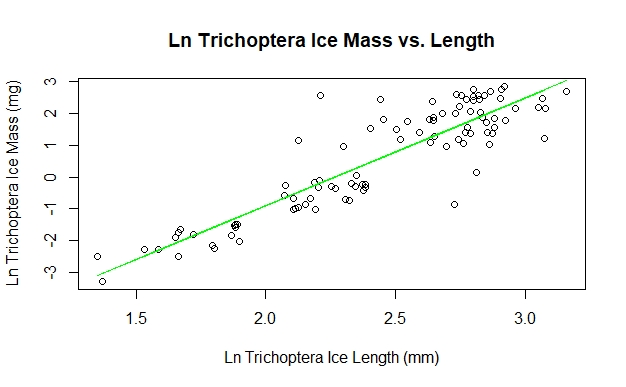 Ln Trichoptera Ice Mass vs. Length
Ln Trichoptera Ice Mass (mg)
3
2
1
0
-1
-2
-3
1.5 2.0 2.5 3.0
Ln Trichoptera Ice Length (mm)